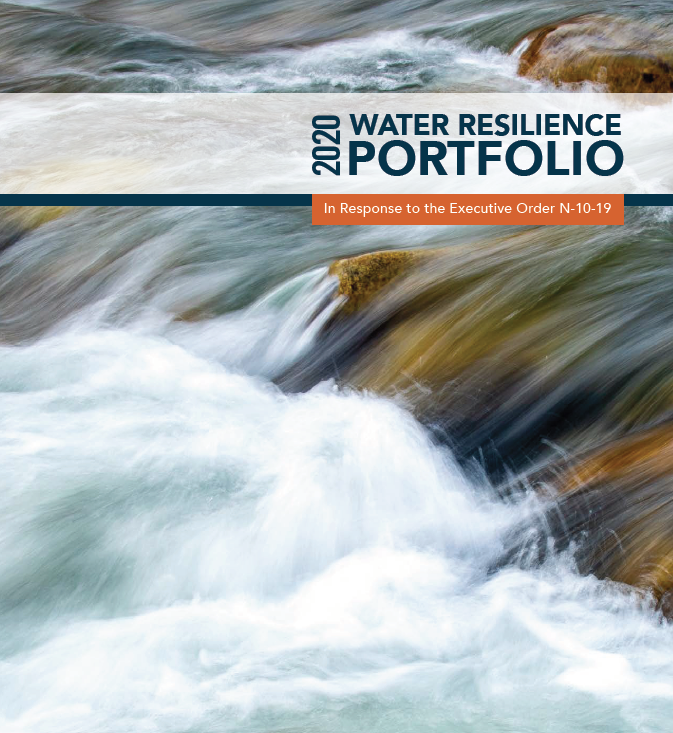 2020
WATER RESILIENCE
PORTFOLIO
In Response to the Executive Order N-10-19